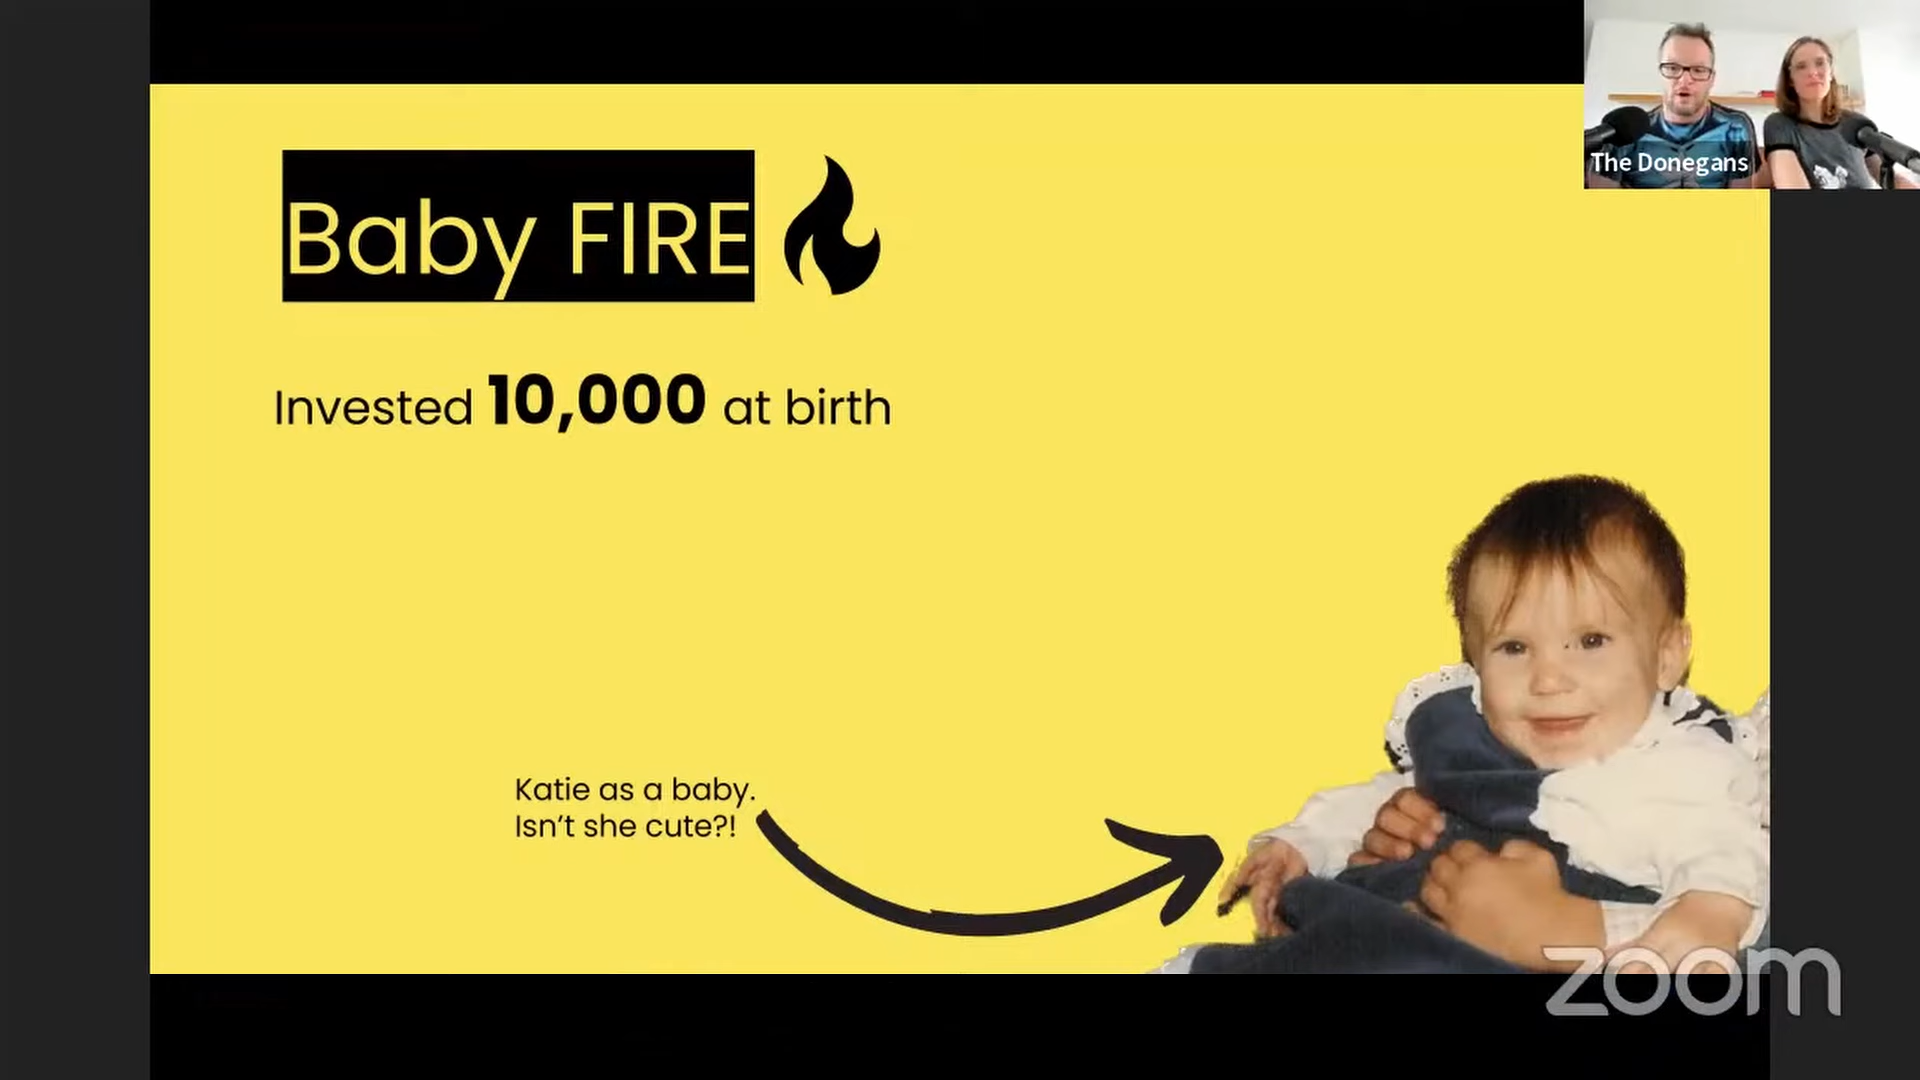 The Donegans
Baby FIRE
Invested 10,000 at birth
Katie as a baby.
Isn't she cute?!
zoom